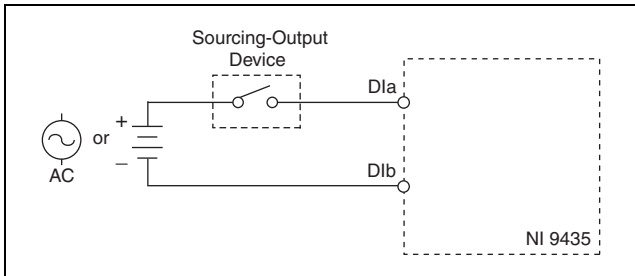 Sourcing-Output
Device
DIa
+
or
–
AC
DIb
NI 9435